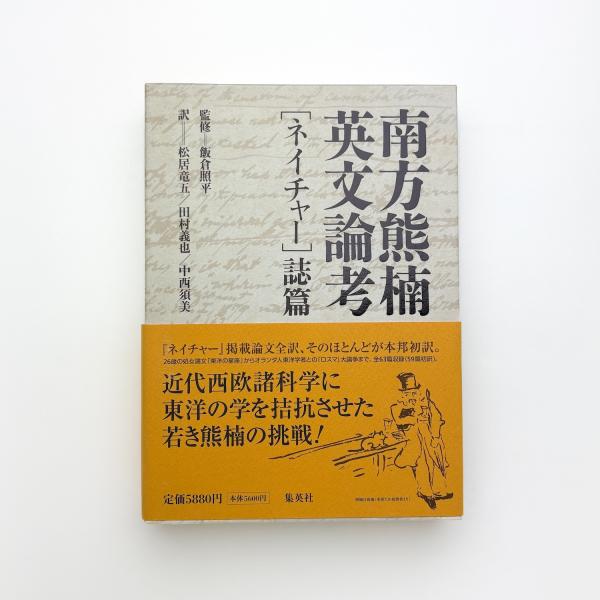 南方熊楠
英文論考
［ネイチャー］誌篇
監修＝飯倉照平
訳＝松居竜五／田村義也／中西須美
『ネイチャー』掲載論文全訳、そのほとんどが本邦初訳。
26歳の処女論文「東洋の星座」からオランダ人東洋学者との「ロスマ」大論争まで、全63篇収録（59篇初訳）。
近代西欧諸科学に
東洋の学を拮抗させた
若き熊楠の挑戦！
定価5880円
本体5600円
集英社